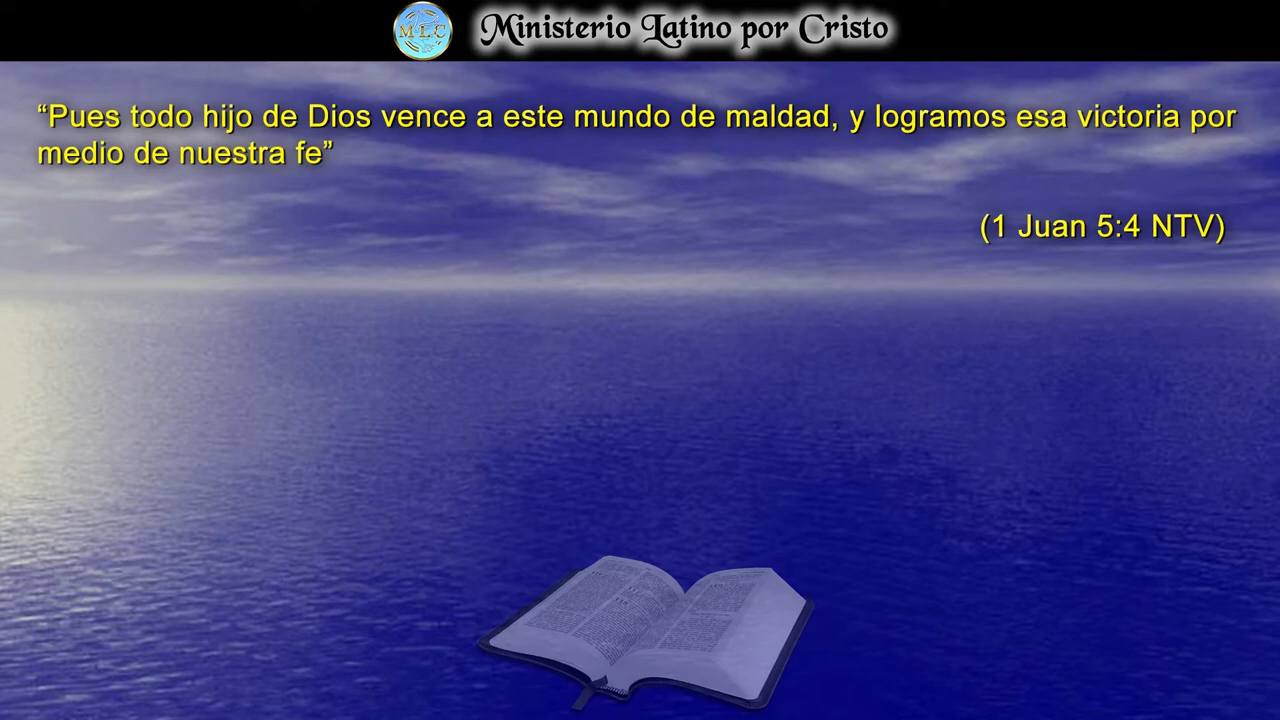 MLC
Ministerio Latino por Cristo
“Pues todo hijo de Dios vence a este mundo de maldad, y logramos esa victoria por
medio de nuestra fe”
(1 Juan 5:4 NTV)